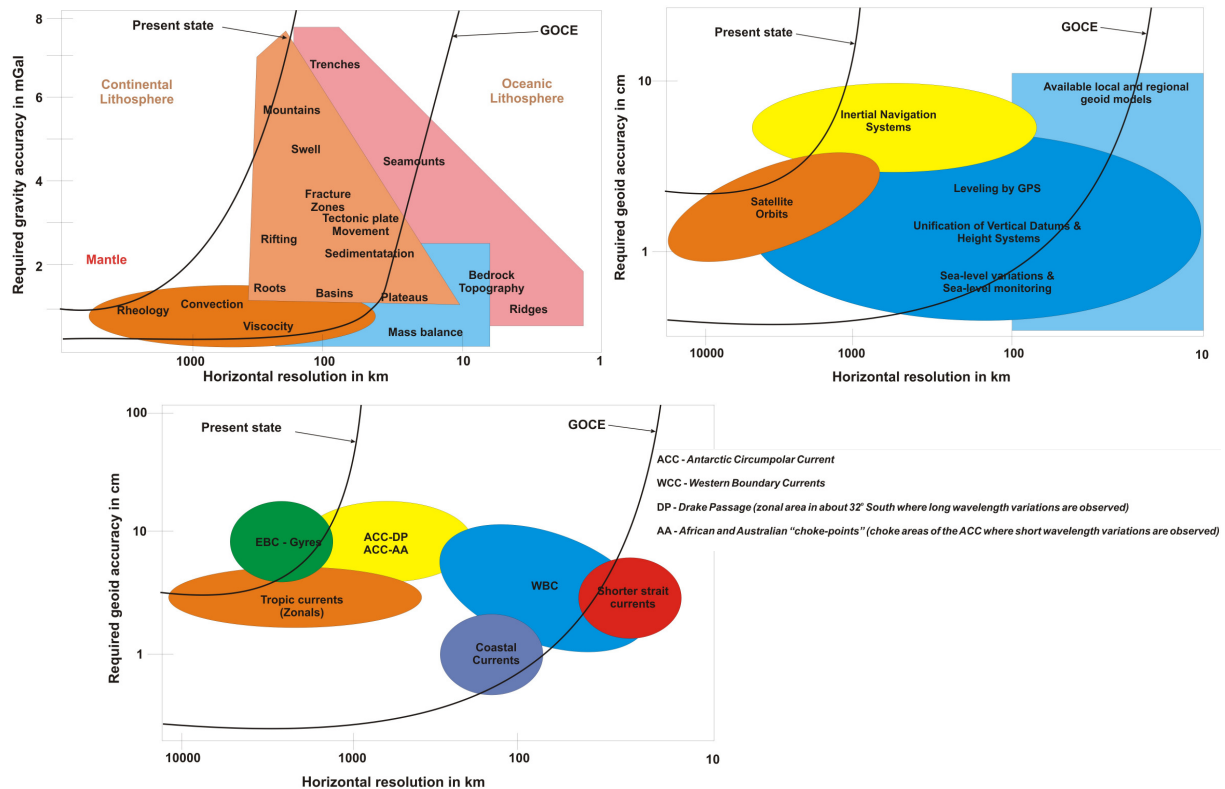 8
Present state
GOCE
7
Trenches
Continental
Lithosphere
Oceanic
Lithosphere
Mountains
6
Swell
Seamounts
4
Fracture
Zones
Tectonic plate
Movement
Rifting
Sedimentatation
Mantle
2
Bedrock
Topography
Roots
Basins
Plateaus
Convection
Rheology
Ridges
Viscocity
Mass balance
1000
100
10
1
Horizontal resolution in km
Required gravity accuracy in mGal
Present state
GOCE
10
Available local and regional
geoid models
Inertial Navigation
Systems
Leveling by GPS
Satellite
Orbits
Unification of Vertical Datums &
Height Systems
1
Sea-level variations &
Sea-level monitoring
10000
1000
100
10
Horizontal resolution in km
Required geoid accuracy in cm
100
Present state
GOCE
10
EBC - Gyres
ACC-DP
ACC-AA
WBC
Shorter strait
currents
Tropic currents
(Zonals)
Coastal
Currents
1
10000
1000
100
10
Horizontal resolution in km
Required geoid accuracy in cm
ACC - Antarctic Circumpolar Current
WCC - Western Boundary Currents
DP - Drake Passage (zonal area in about 32° South where long wavelength variations are observed)
AA - African and Australian “choke-points” (choke areas of the ACC where short wavelength variations are observed)